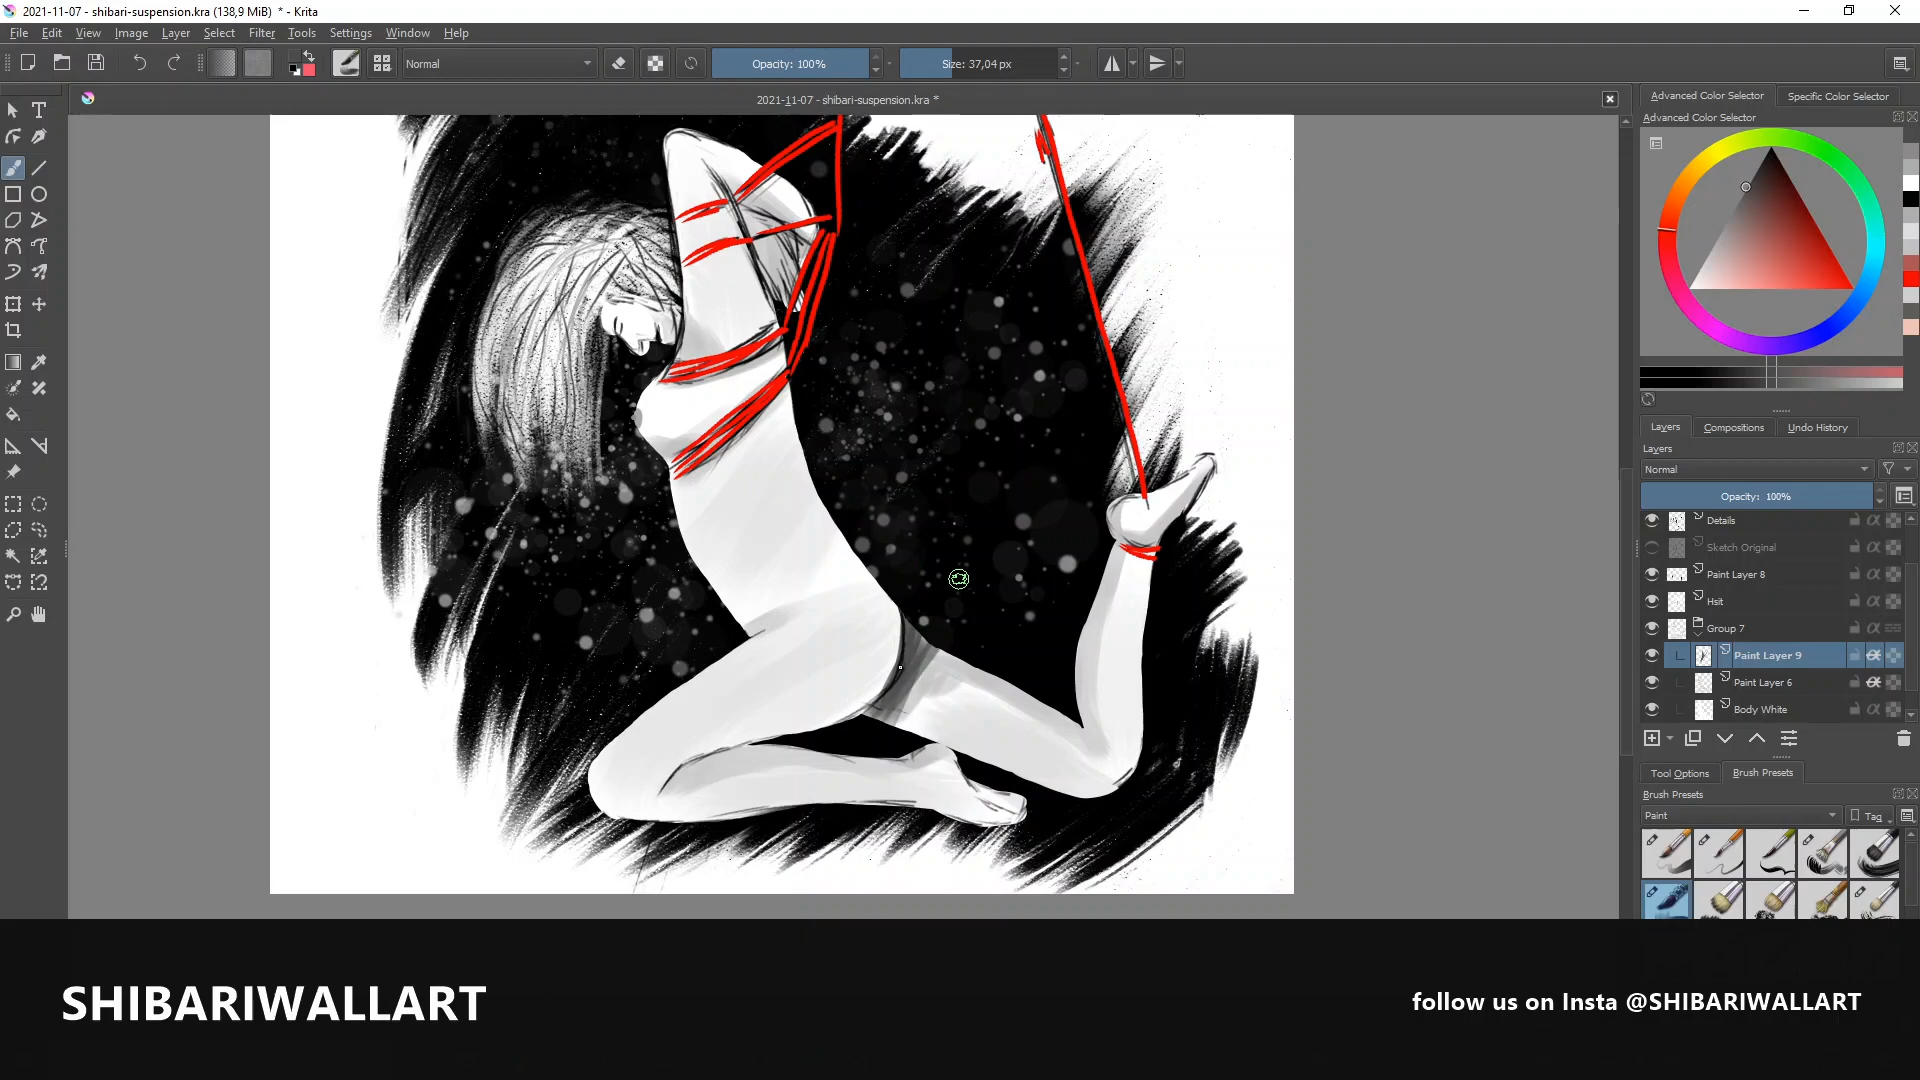 2021-11-07 - shibari-suspension.kra (138,9 MiB) * - Krita
File Edit View Image Layer Select Filter Tools Settings Window Help
Normal Opacity: 100% Size: 37,04 px
2021-11-07 - shibari-suspension.kra *
Advanced Color Selector Specific Color Selector
Advanced Color Selector
Layers Compositions Undo History
Layers
Normal
Opacity: 100%
Details
Sketch Original
Paint Layer 8
Hsit
Group 7
Paint Layer 9
Paint Layer 6
Body White
Tool Options Brush Presets
Brush Presets
Paint Tag
SHIBARIWALLART
follow us on Insta @SHIBARIWALLART